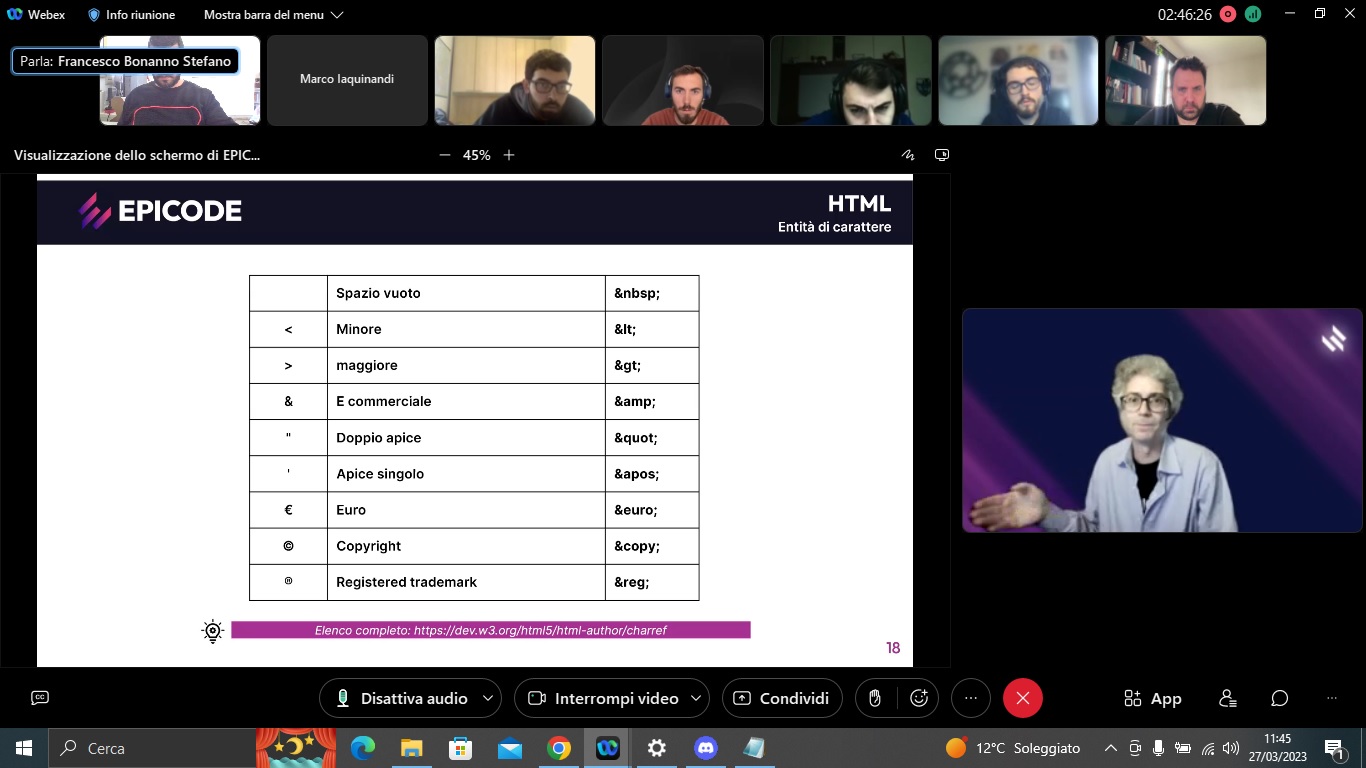 Webex
Info riunione
Mostra barra del menu
02:46:26
Parla: Francesco Bonanno Stefano
Marco Iaquinandi
Visualizzazione dello schermo di EPIC...
45%
EPICODE
HTML
Entità di carattere
Spazio vuoto &nbsp;
< Minore &lt;
> maggiore &gt;
& E commerciale &amp;
" Doppio apice &quot;
' Apice singolo &apos;
€ Euro &euro;
© Copyright &copy;
® Registered trademark &reg;
Elenco completo: https://dev.w3.org/html5/html-author/charref
18
CC
Disattiva audio
Interrompi video
Condividi
App
Cerca
12°C Soleggiato
11:45
27/03/2023
1